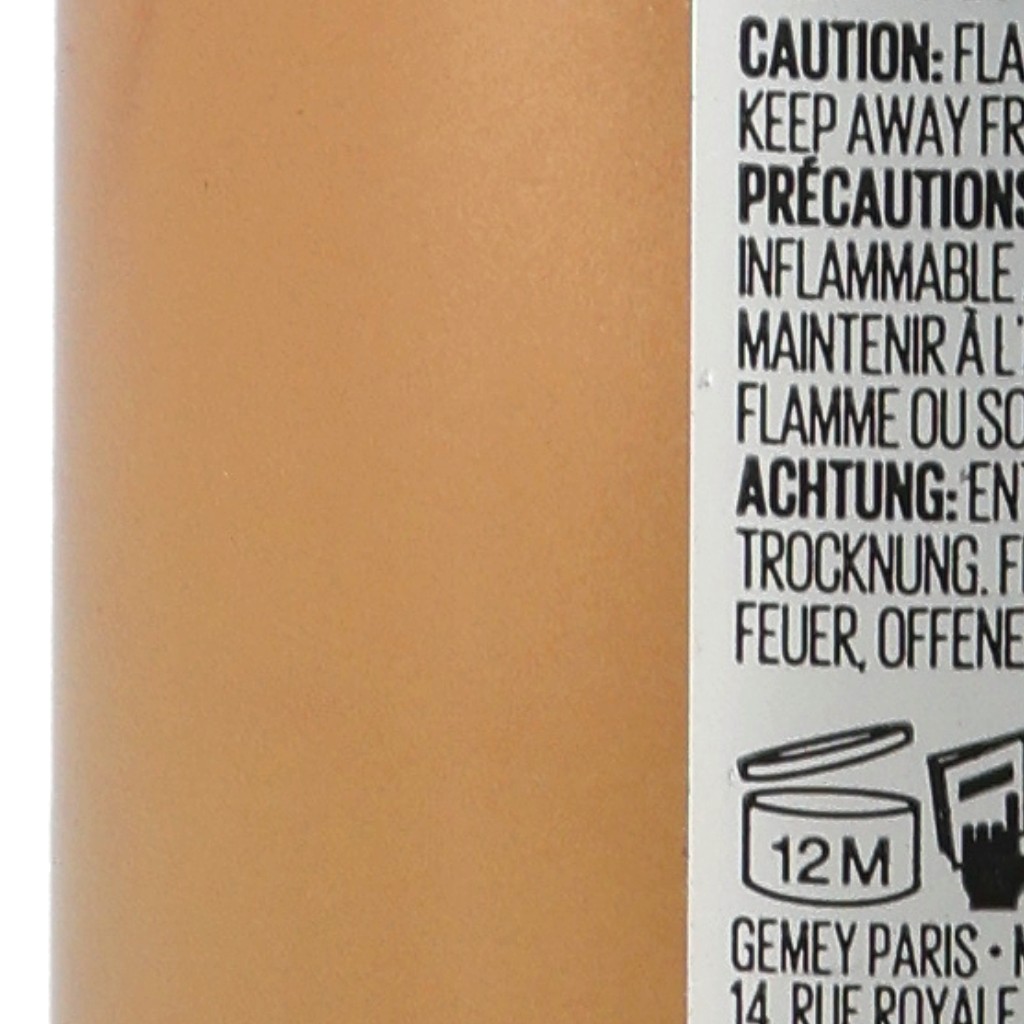 CAUTION: FLA
KEEP AWAY FR
PRÉCAUTIONS
INFLAMMABLE
MAINTENIR À L'
FLAMME OU SO
ACHTUNG: ENT
TROCKNUNG. F
FEUER, OFFENE
12 M
GEMEY PARIS •
14, RUE ROYALE